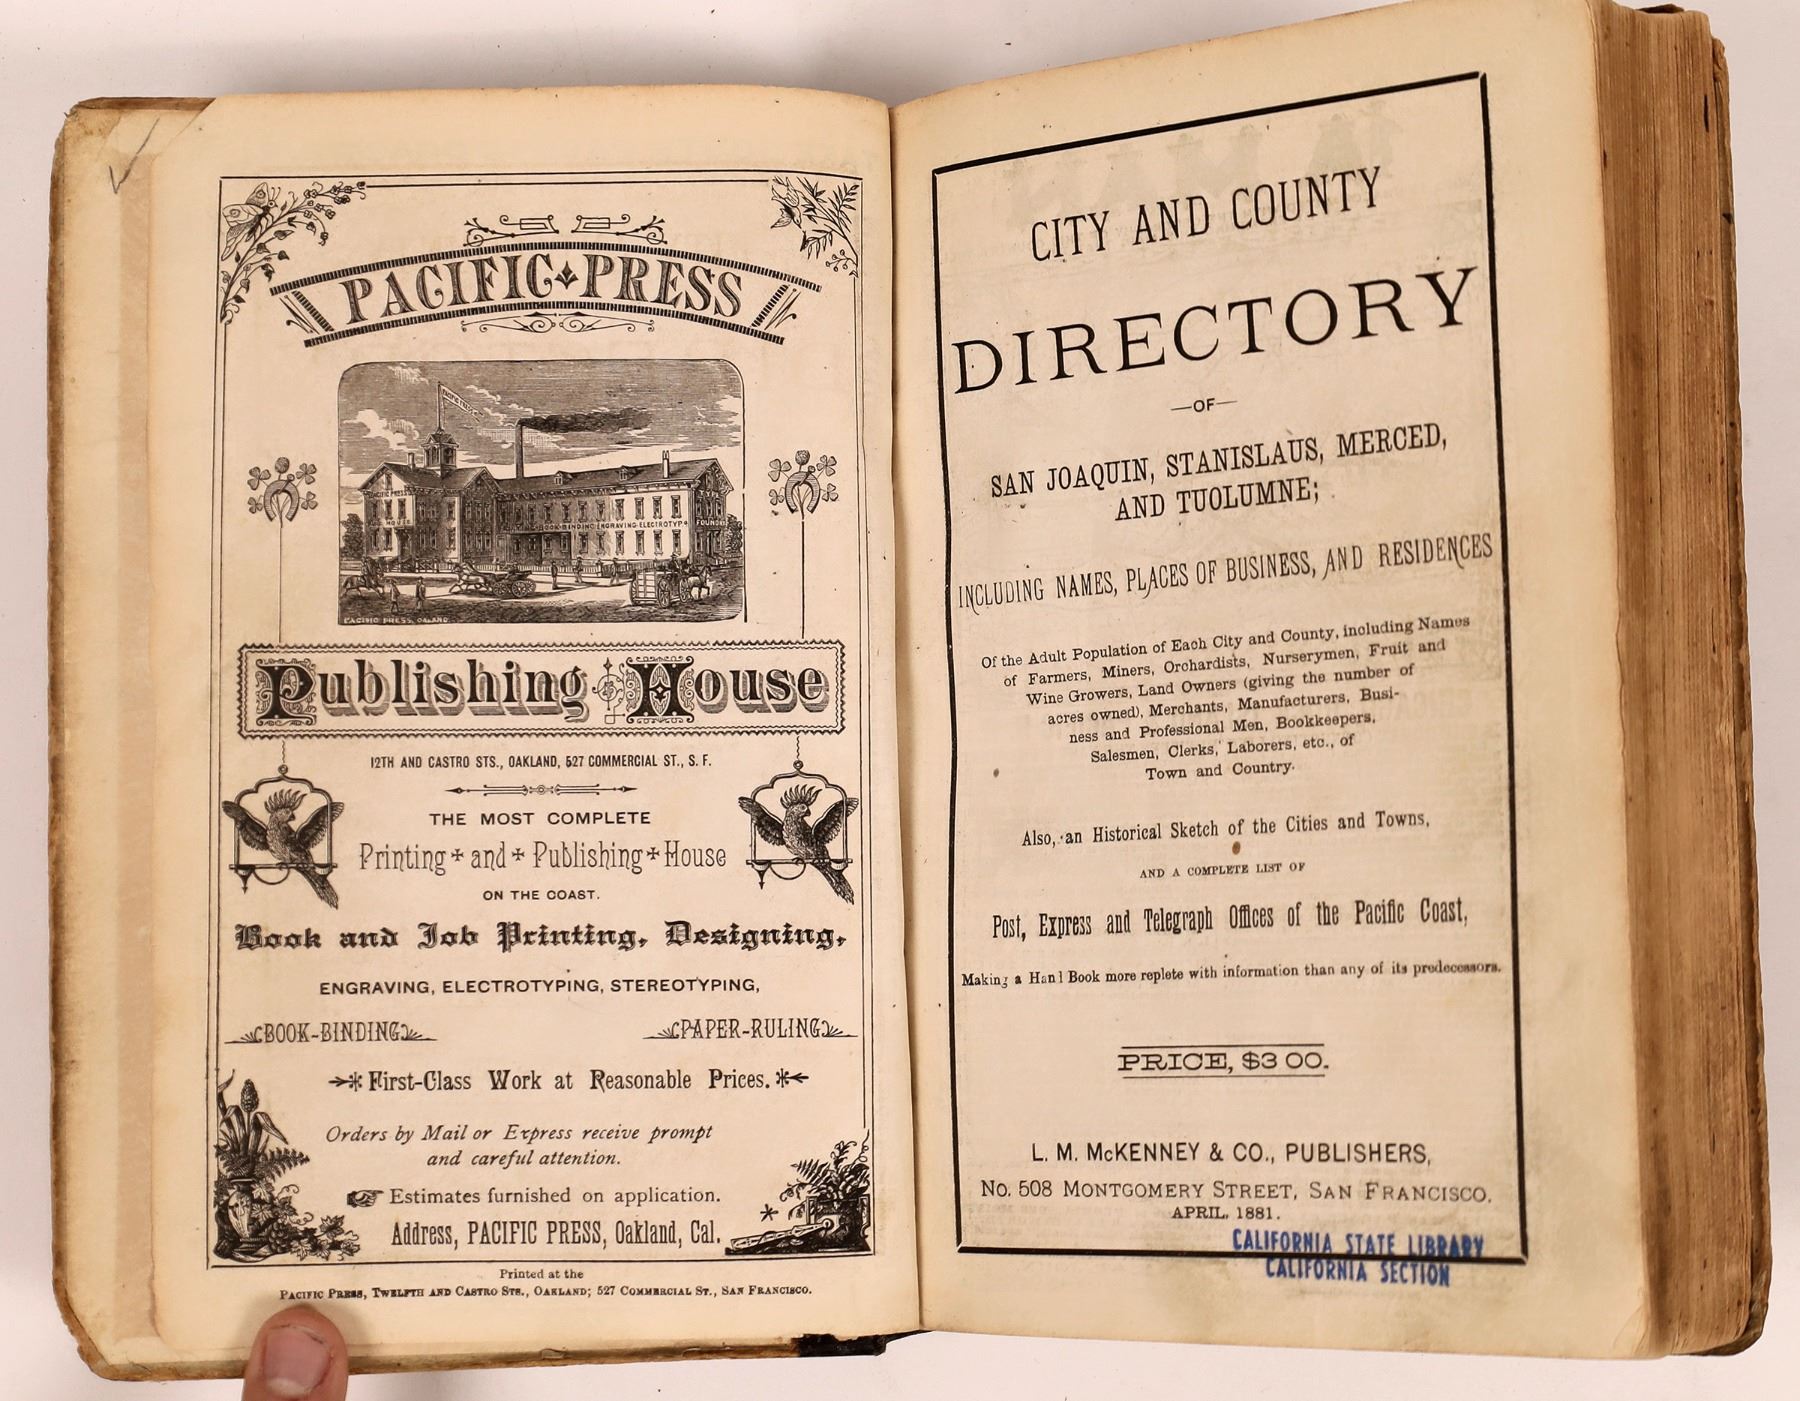 PACIFIC PRESS
PACIFIC PRESS
PACIFIC PRESS
HOUSE
BOOK-BINDING ENGRAVING-ELECTROTYP
FOUNDRY
PACIFIC PRESS, OAKLAND.
Publishing House
12TH AND CASTRO STS., OAKLAND, 527 COMMERCIAL ST., S. F.
THE MOST COMPLETE
Printing and Publishing House
ON THE COAST.
Book and Job Printing, Designing,
ENGRAVING, ELECTROTYPING, STEREOTYPING,
BOOK-BINDING PAPER-RULING
First-Class Work at Reasonable Prices.
Orders by Mail or Express receive prompt
and careful attention.
Estimates furnished on application.
Address, PACIFIC PRESS, Oakland, Cal.
Printed at the
PACIFIC PRESS, TWELFTH AND CASTRO STS., OAKLAND; 527 COMMERCIAL ST., SAN FRANCISCO.
CITY AND COUNTY
DIRECTORY
—OF—
SAN JOAQUIN, STANISLAUS, MERCED,
AND TUOLUMNE;
INCLUDING NAMES, PLACES OF BUSINESS, AND RESIDENCES
Of the Adult Population of Each City and County, including Names
of Farmers, Miners, Orchardists, Nurserymen, Fruit and
Wine Growers, Land Owners (giving the number of
acres owned), Merchants, Manufacturers, Busi-
ness and Professional Men, Bookkeepers,
Salesmen, Clerks, Laborers, etc., of
Town and Country.
Also, an Historical Sketch of the Cities and Towns,
AND A COMPLETE LIST OF
Post, Express and Telegraph Offices of the Pacific Coast,
Making a Hand Book more replete with information than any of its predecessors.
PRICE, $3 00.
L. M. McKENNEY & CO., PUBLISHERS,
No. 508 MONTGOMERY STREET, SAN FRANCISCO.
APRIL, 1881.
CALIFORNIA STATE LIBRARY
CALIFORNIA SECTION